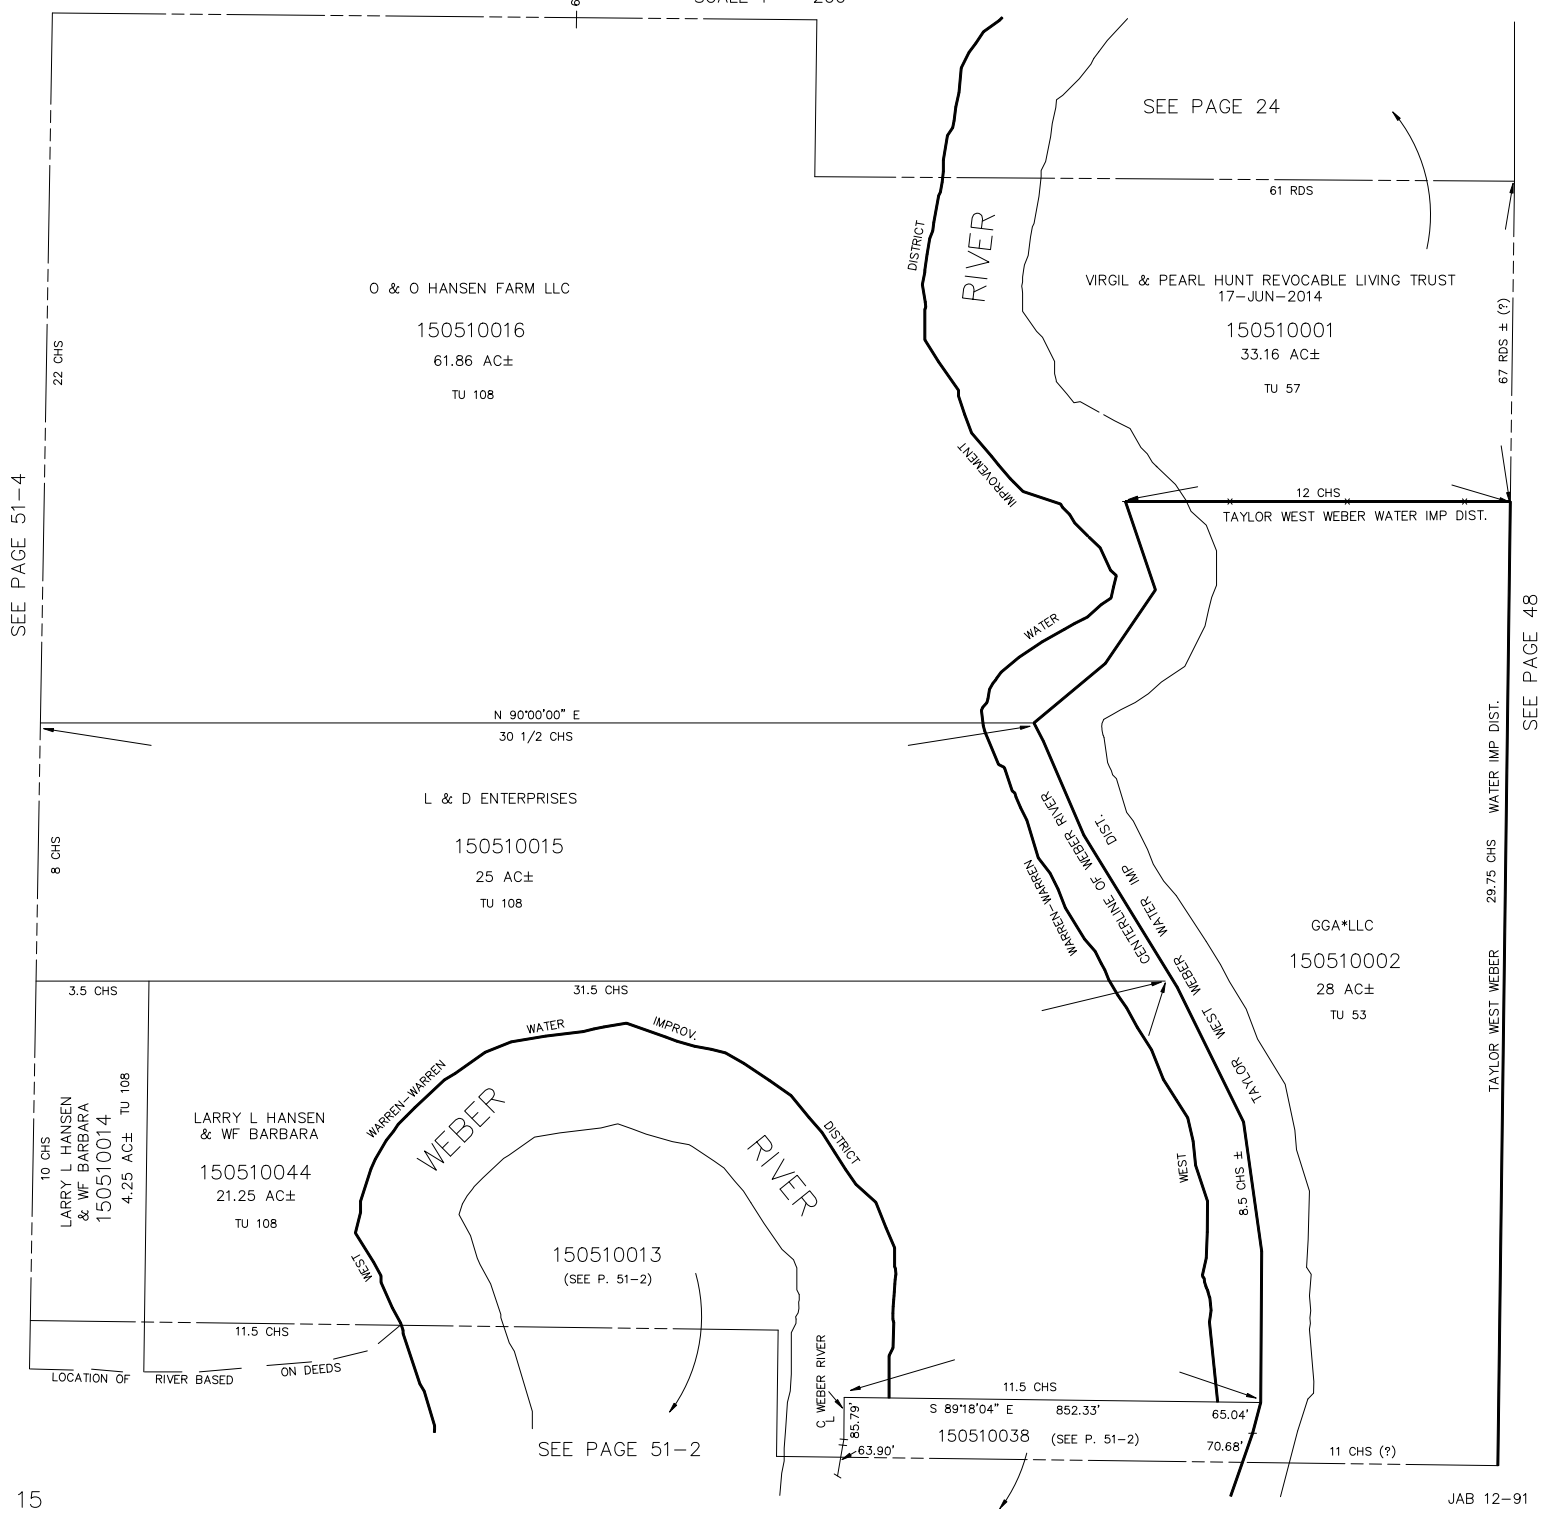 SEE PAGE 24
61 RDS
RIVER
DISTRICT
O & O HANSEN FARM LLC
150510016
61.86 AC±
TU 108
VIRGIL & PEARL HUNT REVOCABLE LIVING TRUST
17-JUN-2014
150510001
33.16 AC±
TU 57
22 CHS
67 RDS ± (?)
IMPROVEMENT
12 CHS
TAYLOR WEST WEBER WATER IMP DIST.
SEE PAGE 51-4
SEE PAGE 48
WATER
N 90°00'00" E
30 1/2 CHS
L & D ENTERPRISES
150510015
25 AC±
TU 108
8 CHS
WARREN-WARREN
CENTERLINE OF WEBER RIVER
TAYLOR WEST WEBER WATER IMP DIST.
TAYLOR WEST WEBER 29.75 CHS WATER IMP DIST.
GGA*LLC
150510002
28 AC±
TU 53
3.5 CHS
31.5 CHS
WATER
IMPROV.
WARREN-WARREN
WEBER
RIVER
DISTRICT
10 CHS
LARRY L HANSEN
& WF BARBARA
150510014
4.25 AC± TU 108
LARRY L HANSEN
& WF BARBARA
150510044
21.25 AC±
TU 108
WEST
WEST
8.5 CHS ±
150510013
(SEE P. 51-2)
11.5 CHS
LOCATION OF RIVER BASED ON DEEDS
CL WEBER RIVER
85.79'
11.5 CHS
S 89°18'04" E 852.33' 65.04'
150510038 (SEE P. 51-2)
70.68'
63.90'
11 CHS (?)
SEE PAGE 51-2
15
JAB 12-91